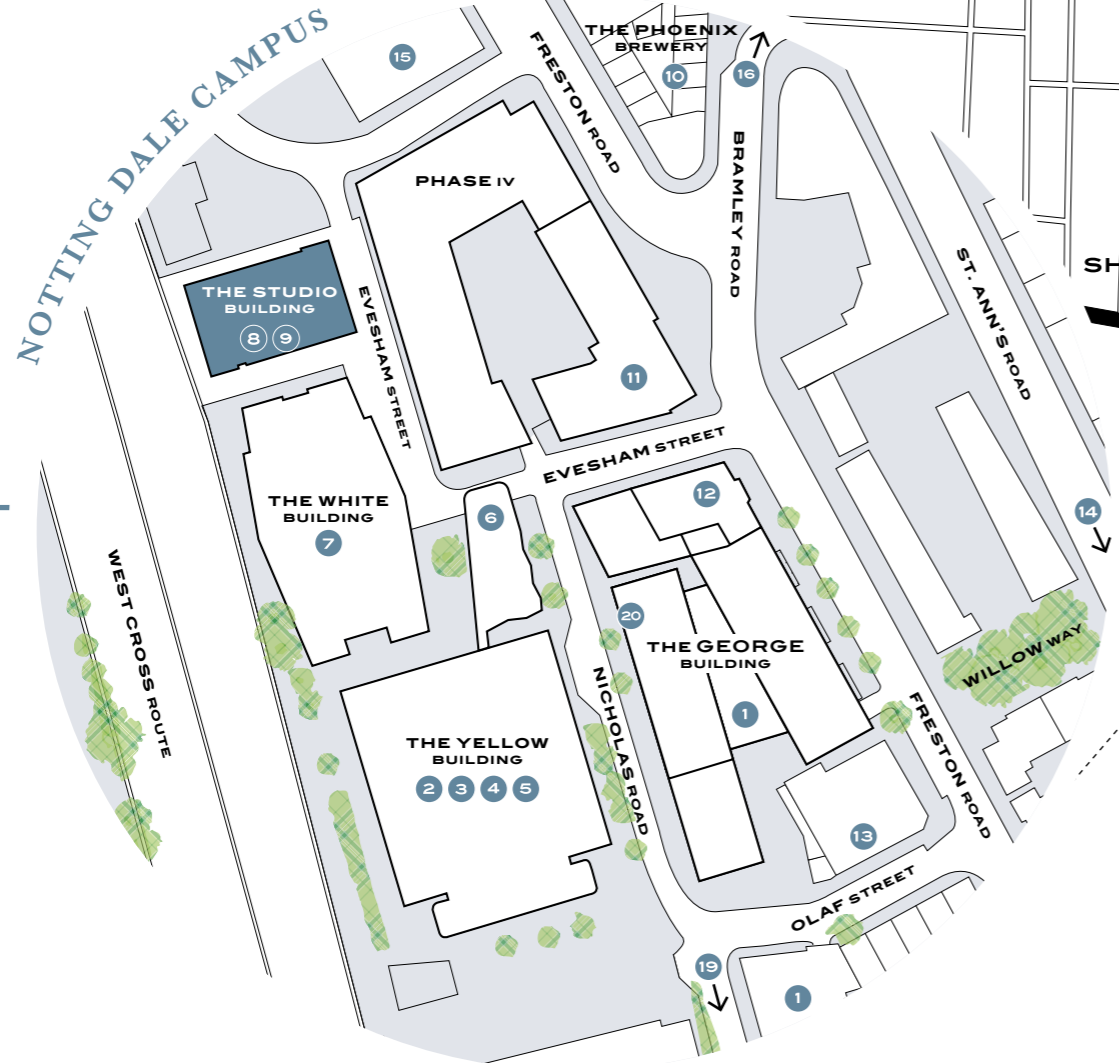 NOTTING DALE CAMPUS
15
FRESTON ROAD
THE PHOENIX
BREWERY
10
16
BRAMLEY ROAD
PHASE IV
ST. ANN'S ROAD
SH
THE STUDIO
BUILDING
8 9
EVESHAM STREET
11
EVESHAM STREET
THE WHITE
BUILDING
7
6
12
14
WEST CROSS ROUTE
20
THE GEORGE
BUILDING
1
WILLOW WAY
NICHOLAS ROAD
FRESTON ROAD
THE YELLOW
BUILDING
2 3 4 5
13
OLAF STREET
19
1